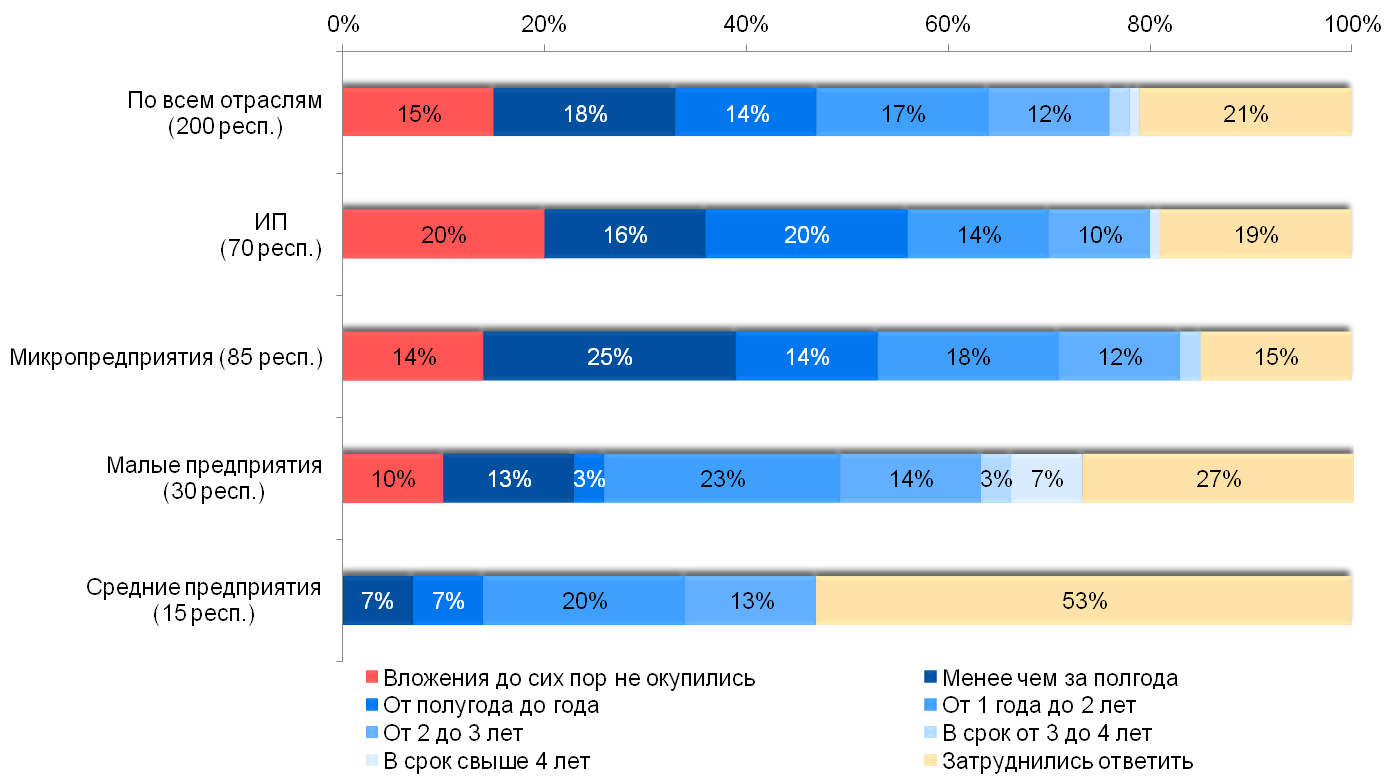 0% 20% 40% 60% 80% 100%
По всем отраслям
(200 респ.)
15% 18% 14% 17% 12% 21%
ИП
(70 респ.)
20% 16% 20% 14% 10% 19%
Микропредприятия (85 респ.)
14% 25% 14% 18% 12% 15%
Малые предприятия
(30 респ.)
10% 13% 3% 23% 14% 3% 7% 27%
Средние предприятия
(15 респ.)
7% 7% 20% 13% 53%
Вложения до сих пор не окупились
Менее чем за полгода
От полугода до года
От 1 года до 2 лет
От 2 до 3 лет
В срок от 3 до 4 лет
В срок свыше 4 лет
Затруднились ответить